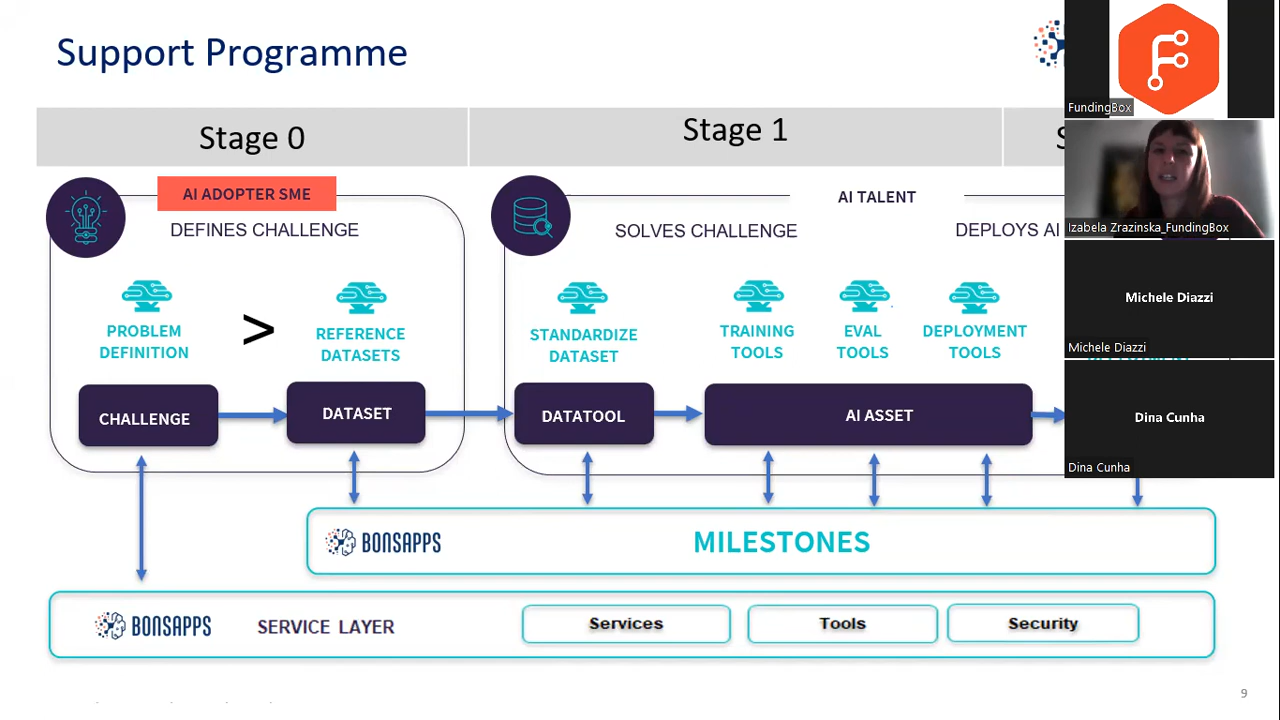 Support Programme
Stage 0
Stage 1
AI ADOPTER SME
DEFINES CHALLENGE
AI TALENT
SOLVES CHALLENGE
DEPLOYS AI
PROBLEM
DEFINITION
>
REFERENCE
DATASETS
STANDARDIZE
DATASET
TRAINING
TOOLS
EVAL
TOOLS
DEPLOYMENT
TOOLS
CHALLENGE
DATASET
DATATOOL
AI ASSET
BONSAPPS
MILESTONES
BONSAPPS
SERVICE LAYER
Services
Tools
Security
9
FundingBox
Izabela Zrazinska_FundingBox
Michele Diazzi
Michele Diazzi
Dina Cunha
Dina Cunha